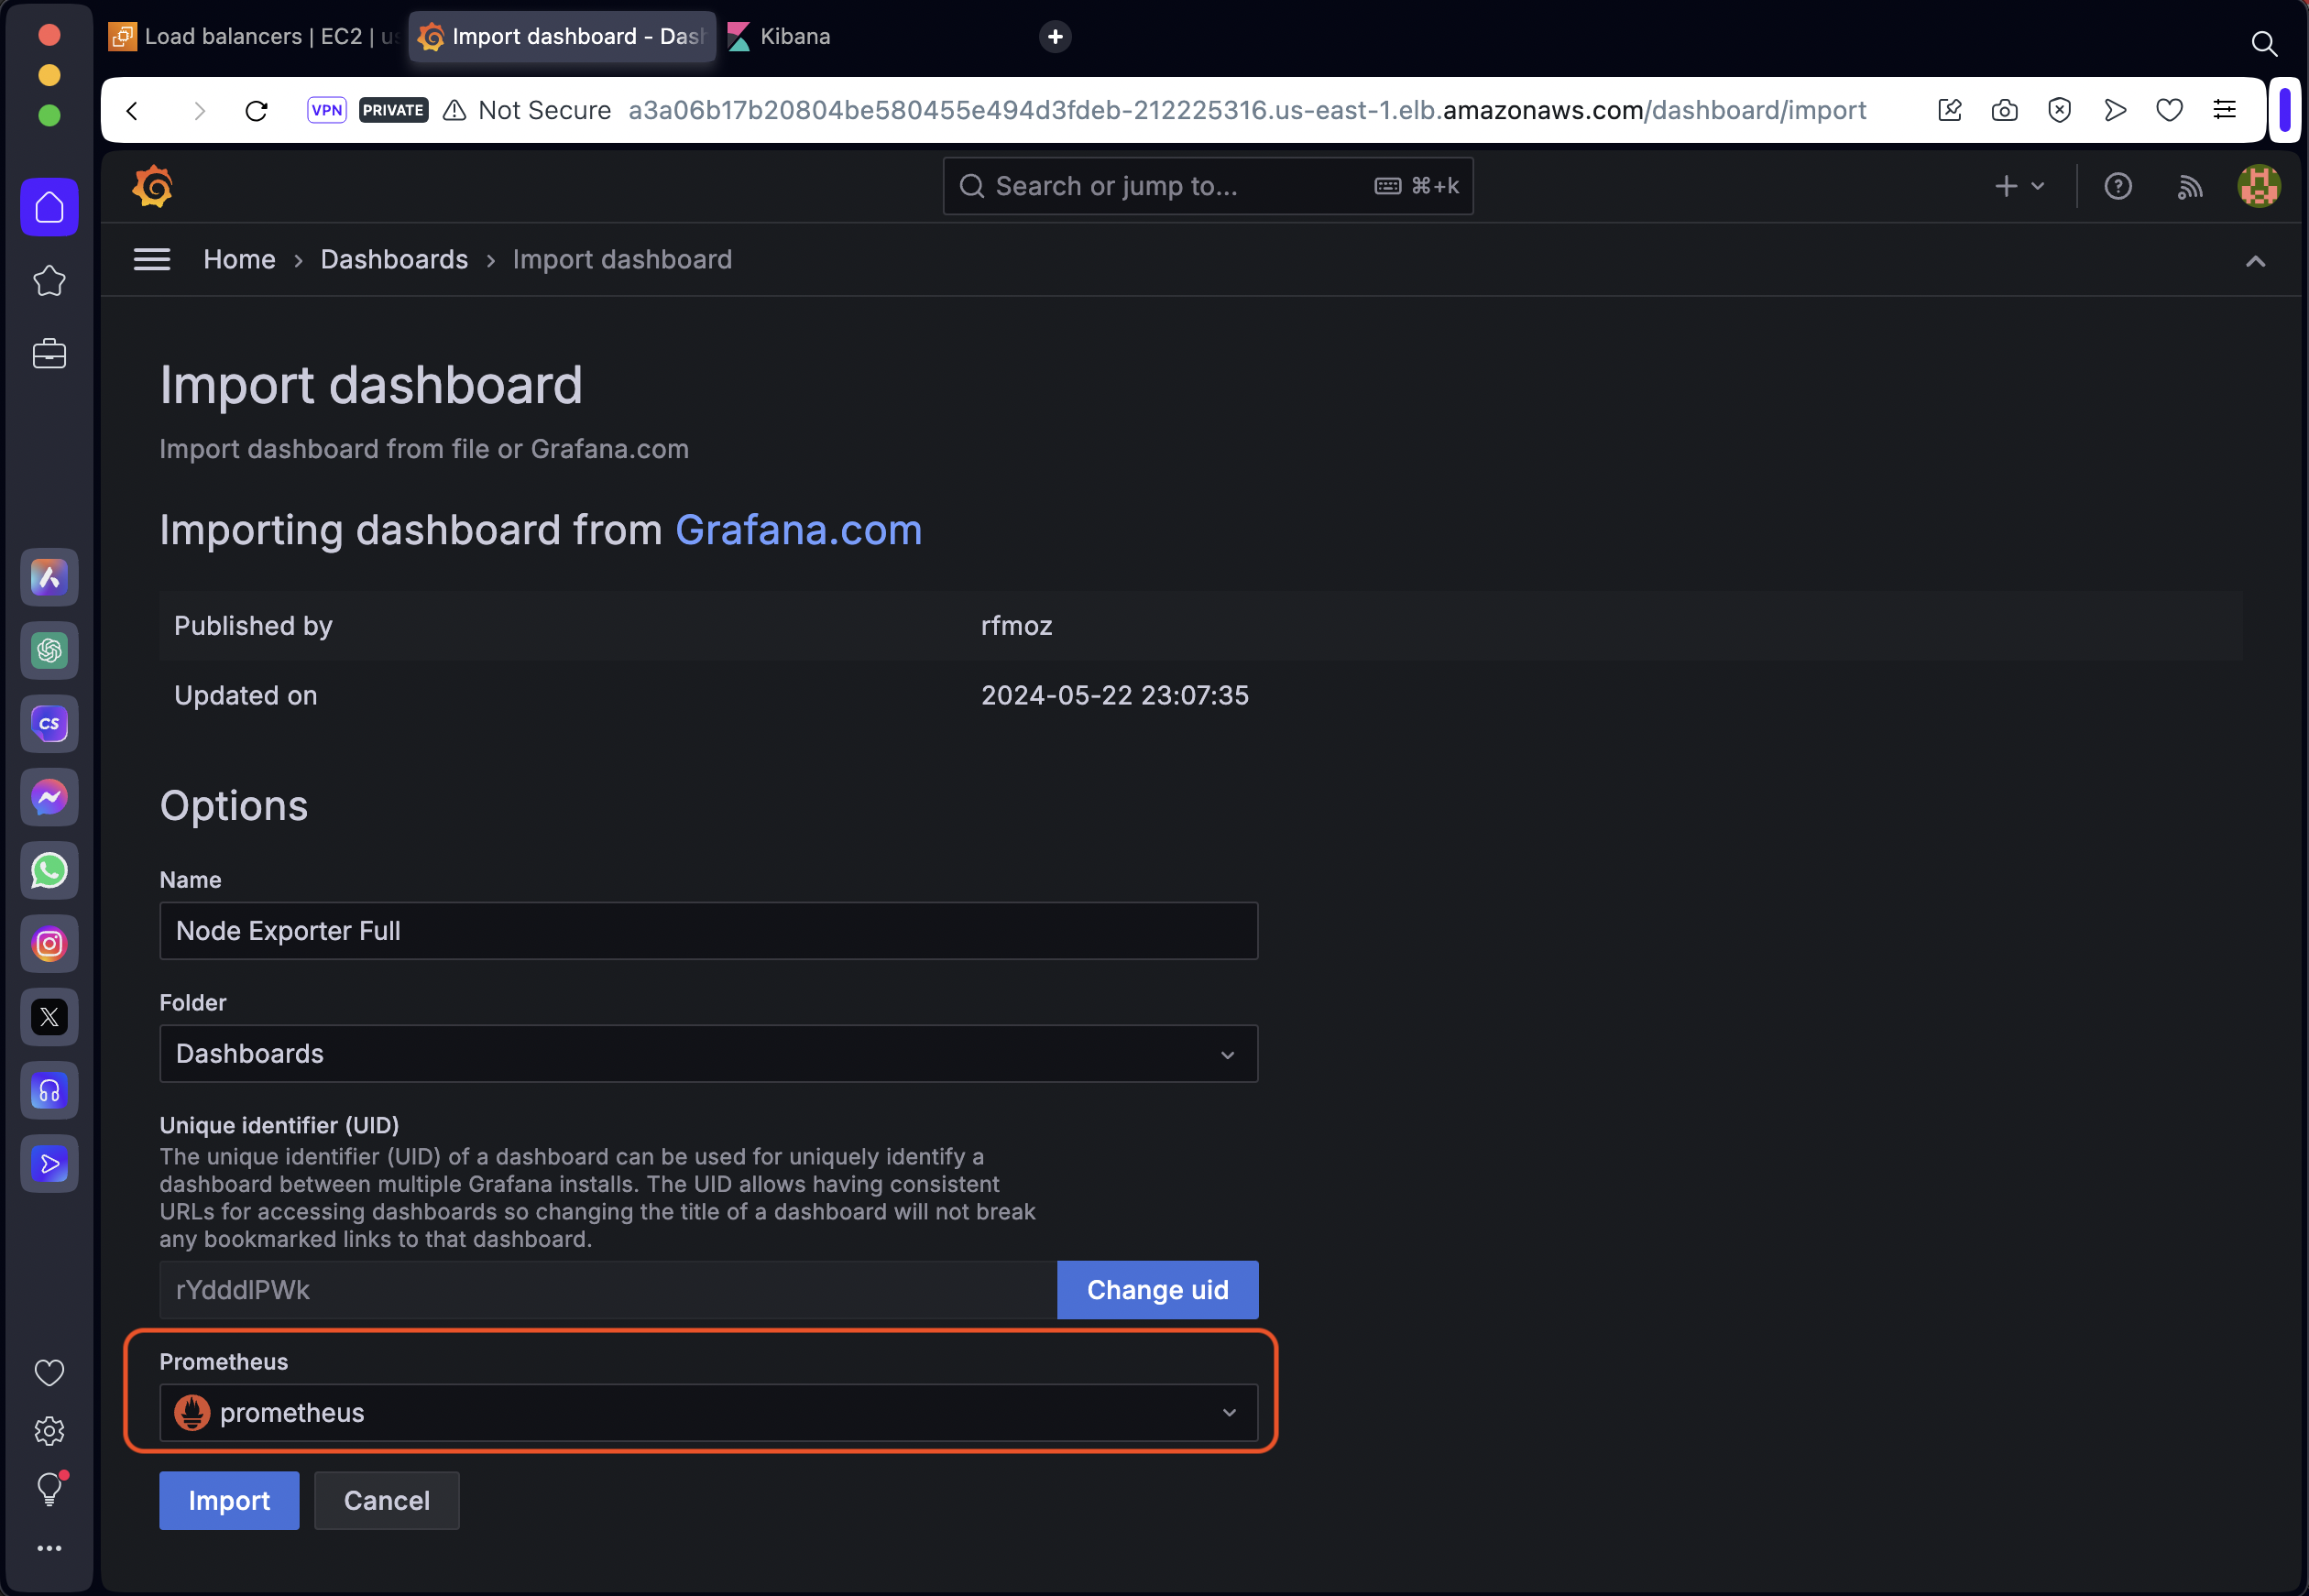 Load balancers | EC2 | us
Import dashboard - Dash
Kibana
VPN
PRIVATE
Not Secure
a3a06b17b20804be580455e494d3fdeb-212225316.us-east-1.elb.amazonaws.com/dashboard/import
Search or jump to...
⌘+k
Home › Dashboards › Import dashboard
Import dashboard
Import dashboard from file or Grafana.com
Importing dashboard from Grafana.com
Published by
rfmoz
Updated on
2024-05-22 23:07:35
Options
Name
Node Exporter Full
Folder
Dashboards
Unique identifier (UID)
The unique identifier (UID) of a dashboard can be used for uniquely identify a
dashboard between multiple Grafana installs. The UID allows having consistent
URLs for accessing dashboards so changing the title of a dashboard will not break
any bookmarked links to that dashboard.
rYdddlPWk
Change uid
Prometheus
prometheus
Import
Cancel
CS